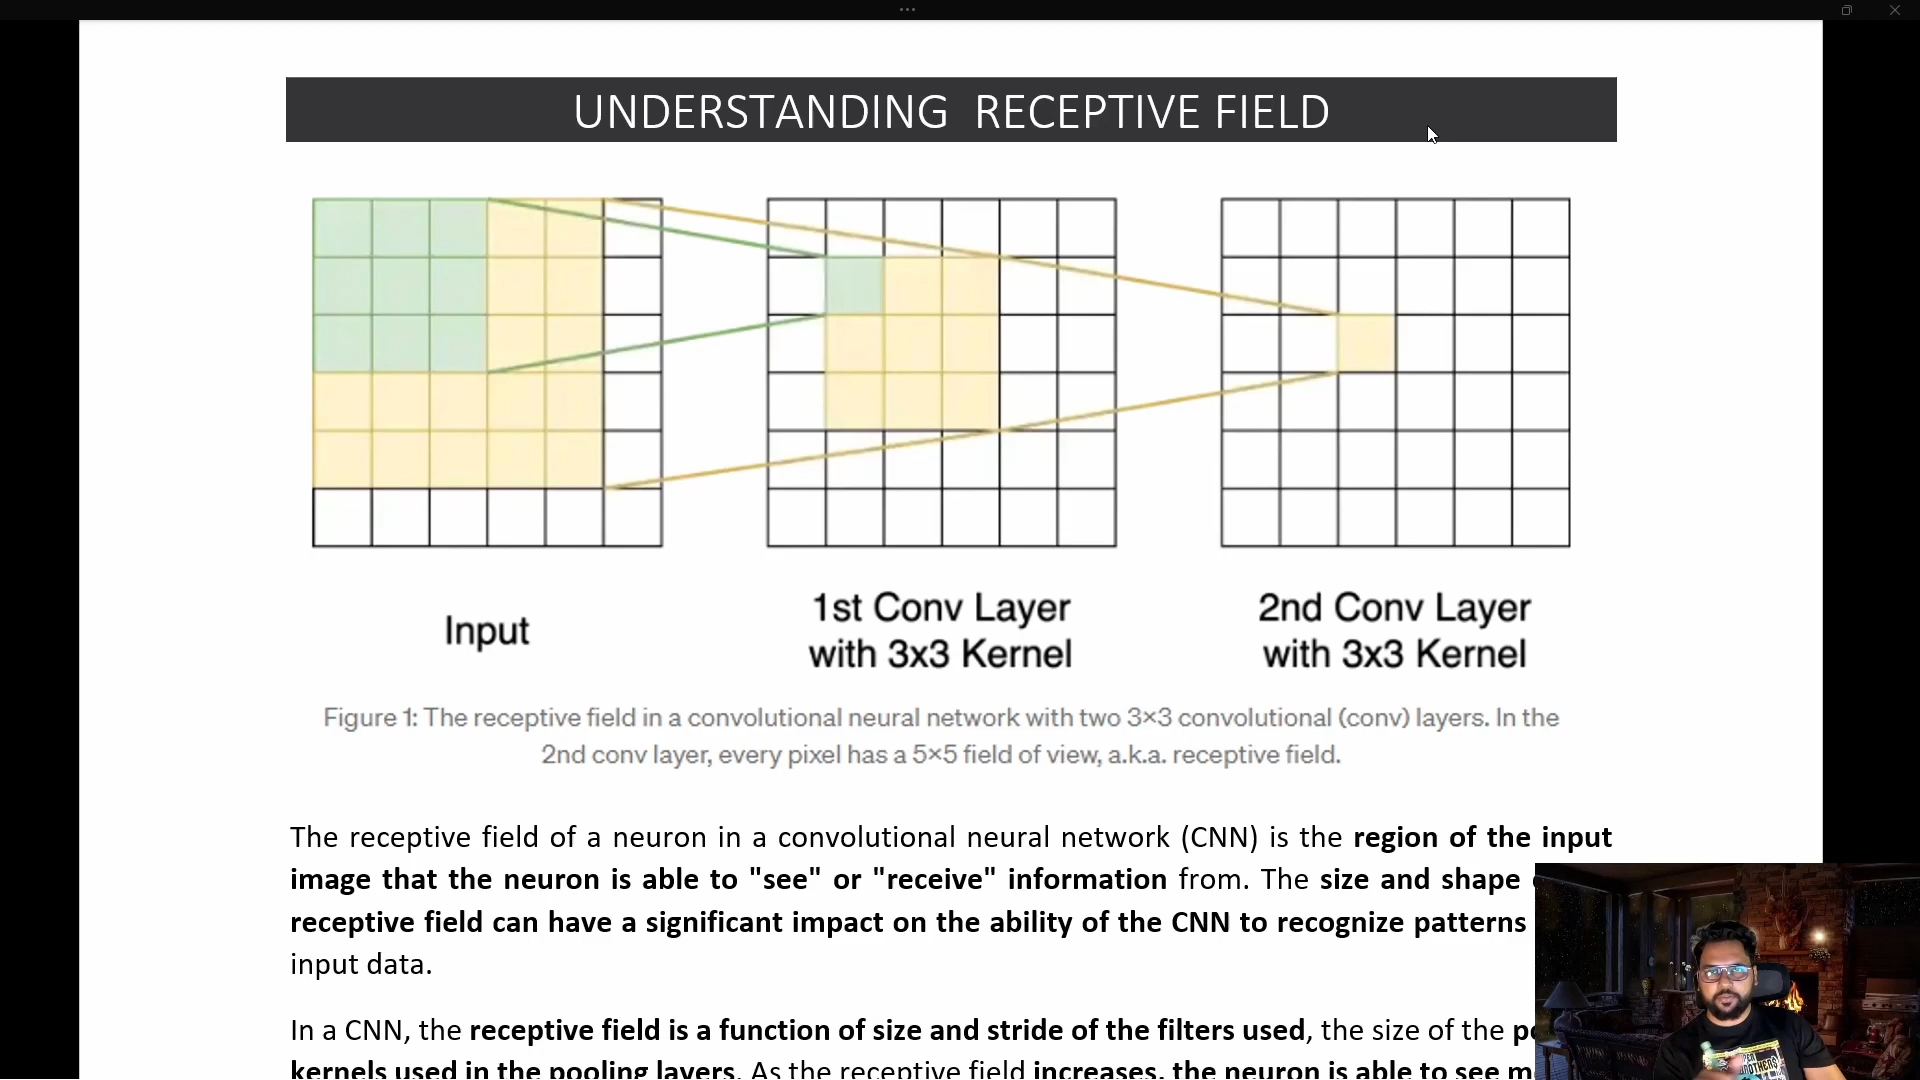 UNDERSTANDING RECEPTIVE FIELD
Input
1st Conv Layer
with 3x3 Kernel
2nd Conv Layer
with 3x3 Kernel
Figure 1: The receptive field in a convolutional neural network with two 3×3 convolutional (conv) layers. In the
2nd conv layer, every pixel has a 5×5 field of view, a.k.a. receptive field.
The receptive field of a neuron in a convolutional neural network (CNN) is the region of the input
image that the neuron is able to "see" or "receive" information from. The size and shape
receptive field can have a significant impact on the ability of the CNN to recognize patterns
input data.
In a CNN, the receptive field is a function of size and stride of the filters used, the size of the
kernels used in the pooling layers. As the receptive field increases, the neuron is able to see